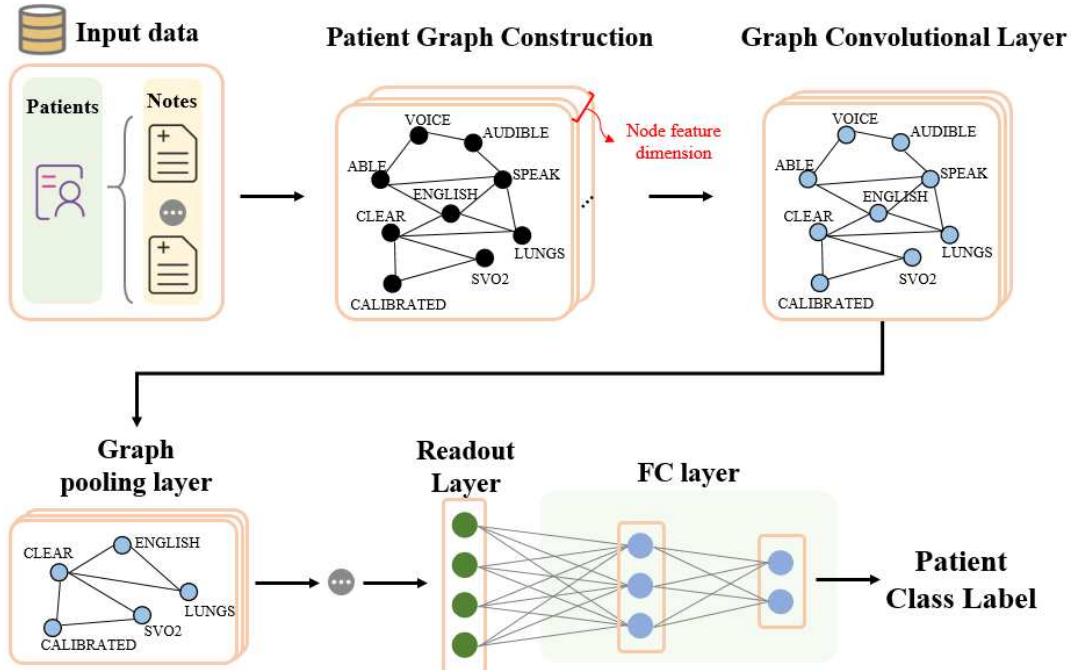 Input data
Patient Graph Construction
Graph Convolutional Layer
Patients
Notes
VOICE
AUDIBLE
ABLE
SPEAK
ENGLISH
CLEAR
LUNGS
SVO2
CALIBRATED
Node feature
dimension
VOICE
AUDIBLE
ABLE
SPEAK
ENGLISH
CLEAR
LUNGS
SVO2
CALIBRATED
Graph
pooling layer
CLEAR
ENGLISH
LUNGS
SVO2
CALIBRATED
Readout
Layer
FC layer
Patient
Class Label